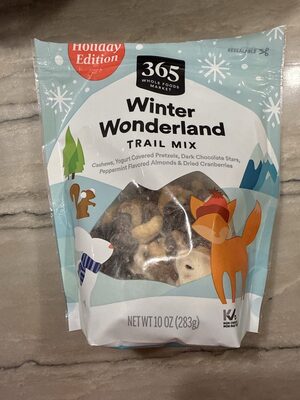 Holiday
Edition
RESEALABLE
365
WHOLE FOODS
MARKET
Winter
Wonderland
TRAIL MIX
Cashews, Yogurt Covered Pretzels, Dark Chocolate Stars,
Peppermint Flavored Almonds & Dried Cranberries
NET WT 10 OZ (283g)